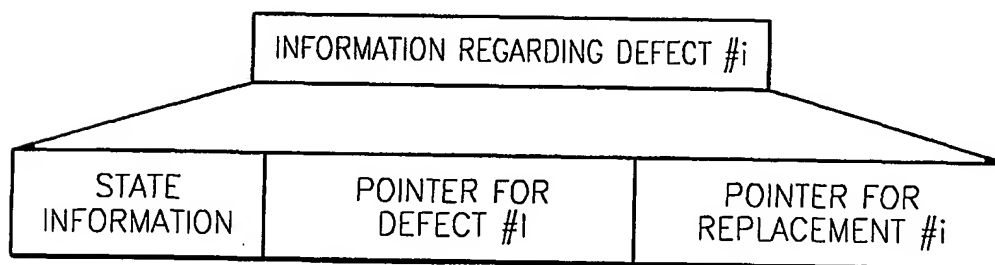 INFORMATION REGARDING DEFECT #i
STATE
INFORMATION
POINTER FOR
DEFECT #I
POINTER FOR
REPLACEMENT #i